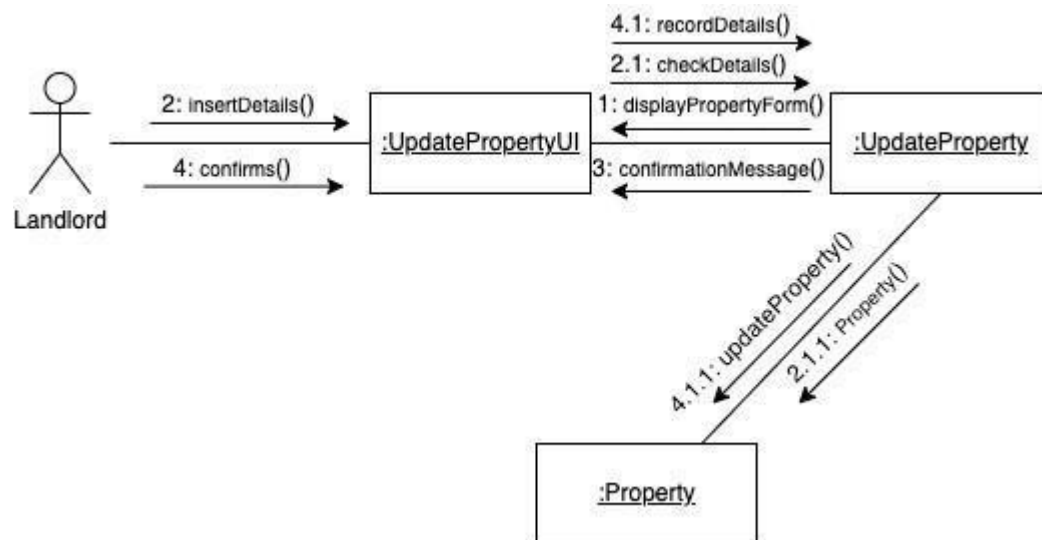 4.1: recordDetails()
2.1: checkDetails()
2: insertDetails()
1: displayPropertyForm()
:UpdatePropertyUI
:UpdateProperty
4: confirms()
3: confirmationMessage()
Landlord
4.1.1: updateProperty()
2.1.1: Property()
:Property